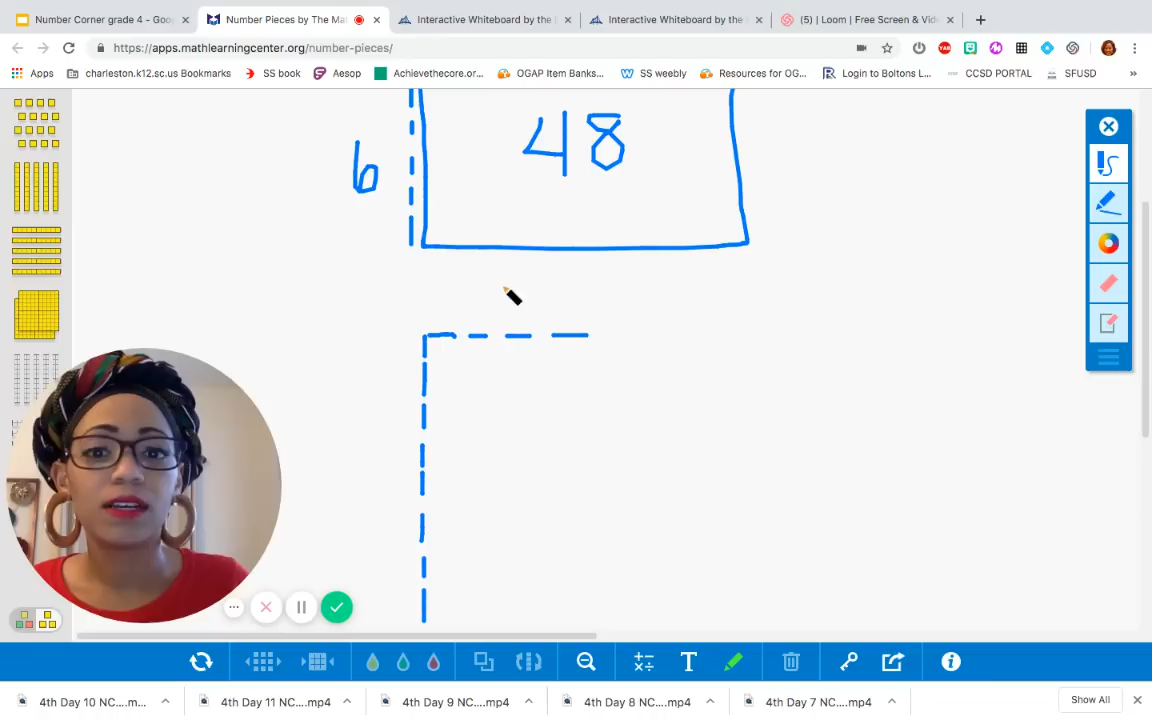 Number Corner grade 4 - Goo
Number Pieces by The Mat
Interactive Whiteboard by the
Interactive Whiteboard by the
(5) | Loom | Free Screen & Vide
https://apps.mathlearningcenter.org/number-pieces/
Apps
charleston.k12.sc.us Bookmarks
SS book
Aesop
Achievethecore.or...
OGAP Item Banks...
SS weebly
Resources for OG...
Login to Boltons L...
CCSD PORTAL
SFUSD
48
6
4th Day 10 NC....m...
4th Day 11 NC....mp4
4th Day 9 NC....mp4
4th Day 8 NC....mp4
4th Day 7 NC....mp4
Show All